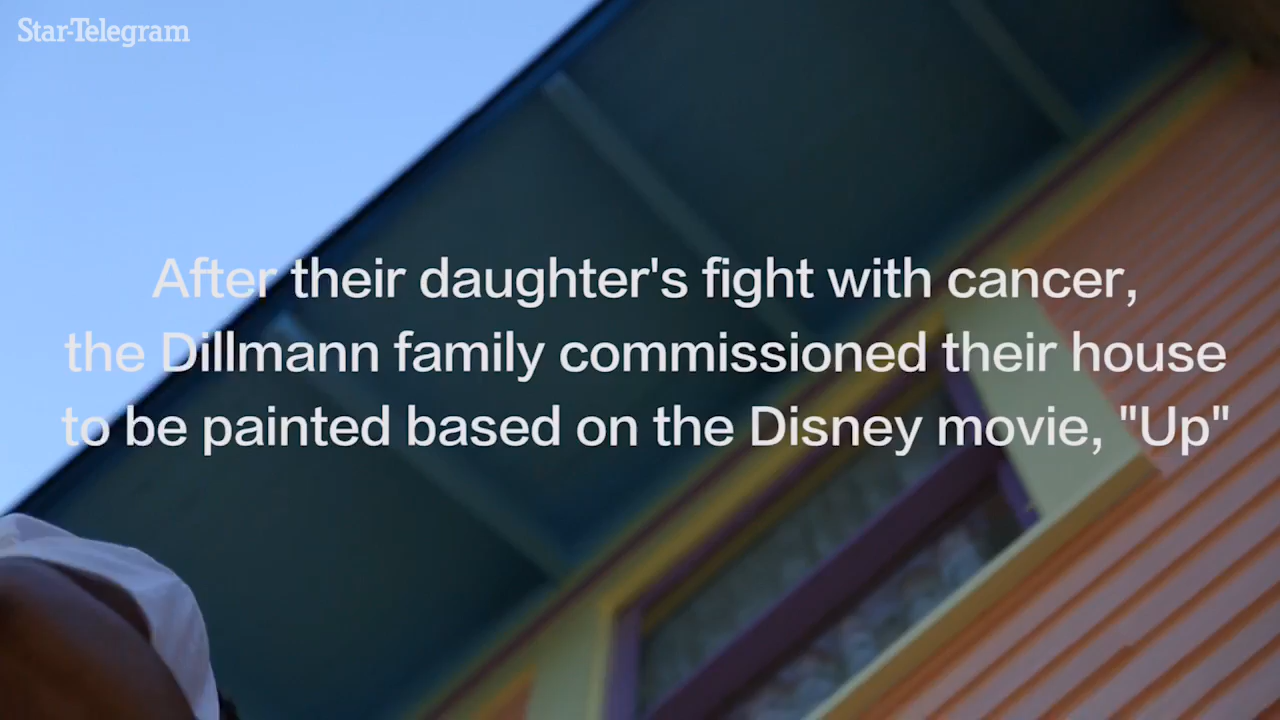 Star-Telegram
After their daughter's fight with cancer,
the Dillmann family commissioned their house
to be painted based on the Disney movie, "Up"